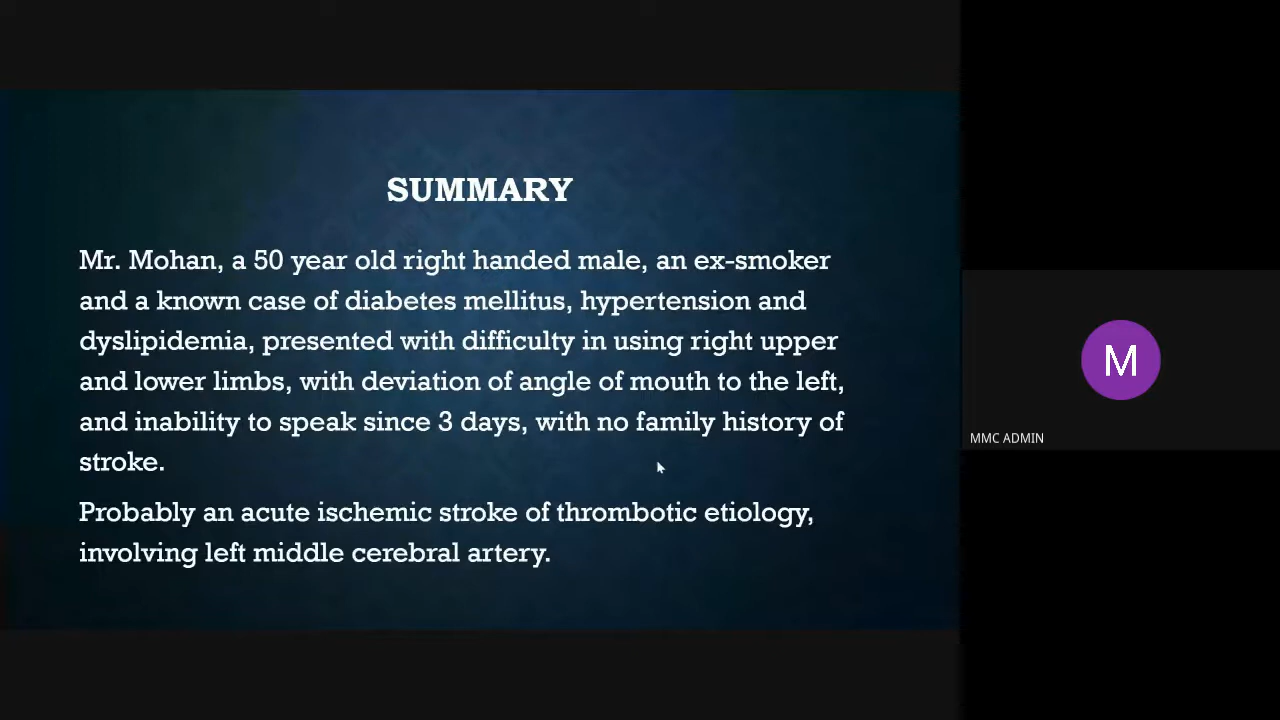 SUMMARY
Mr. Mohan, a 50 year old right handed male, an ex-smoker
and a known case of diabetes mellitus, hypertension and
dyslipidemia, presented with difficulty in using right upper
and lower limbs, with deviation of angle of mouth to the left,
and inability to speak since 3 days, with no family history of
stroke.
Probably an acute ischemic stroke of thrombotic etiology,
involving left middle cerebral artery.
M
MMC ADMIN